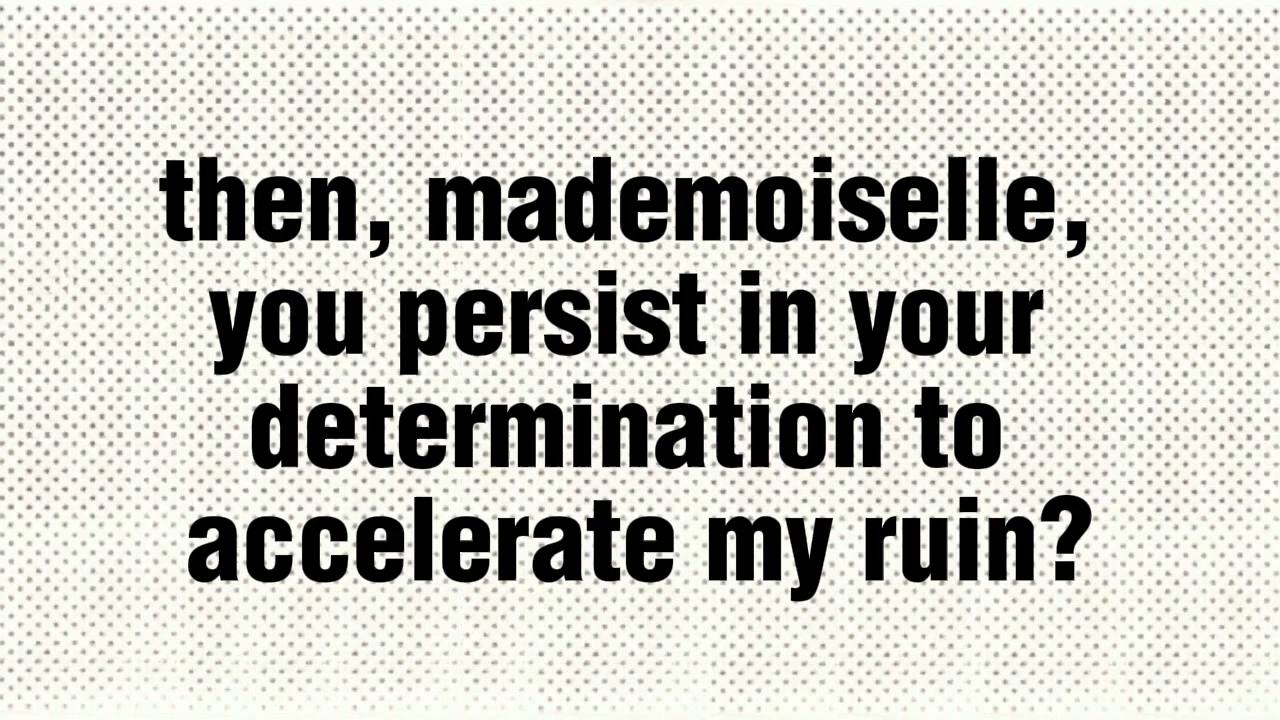 then, mademoiselle,
you persist in your
determination to
accelerate my ruin?